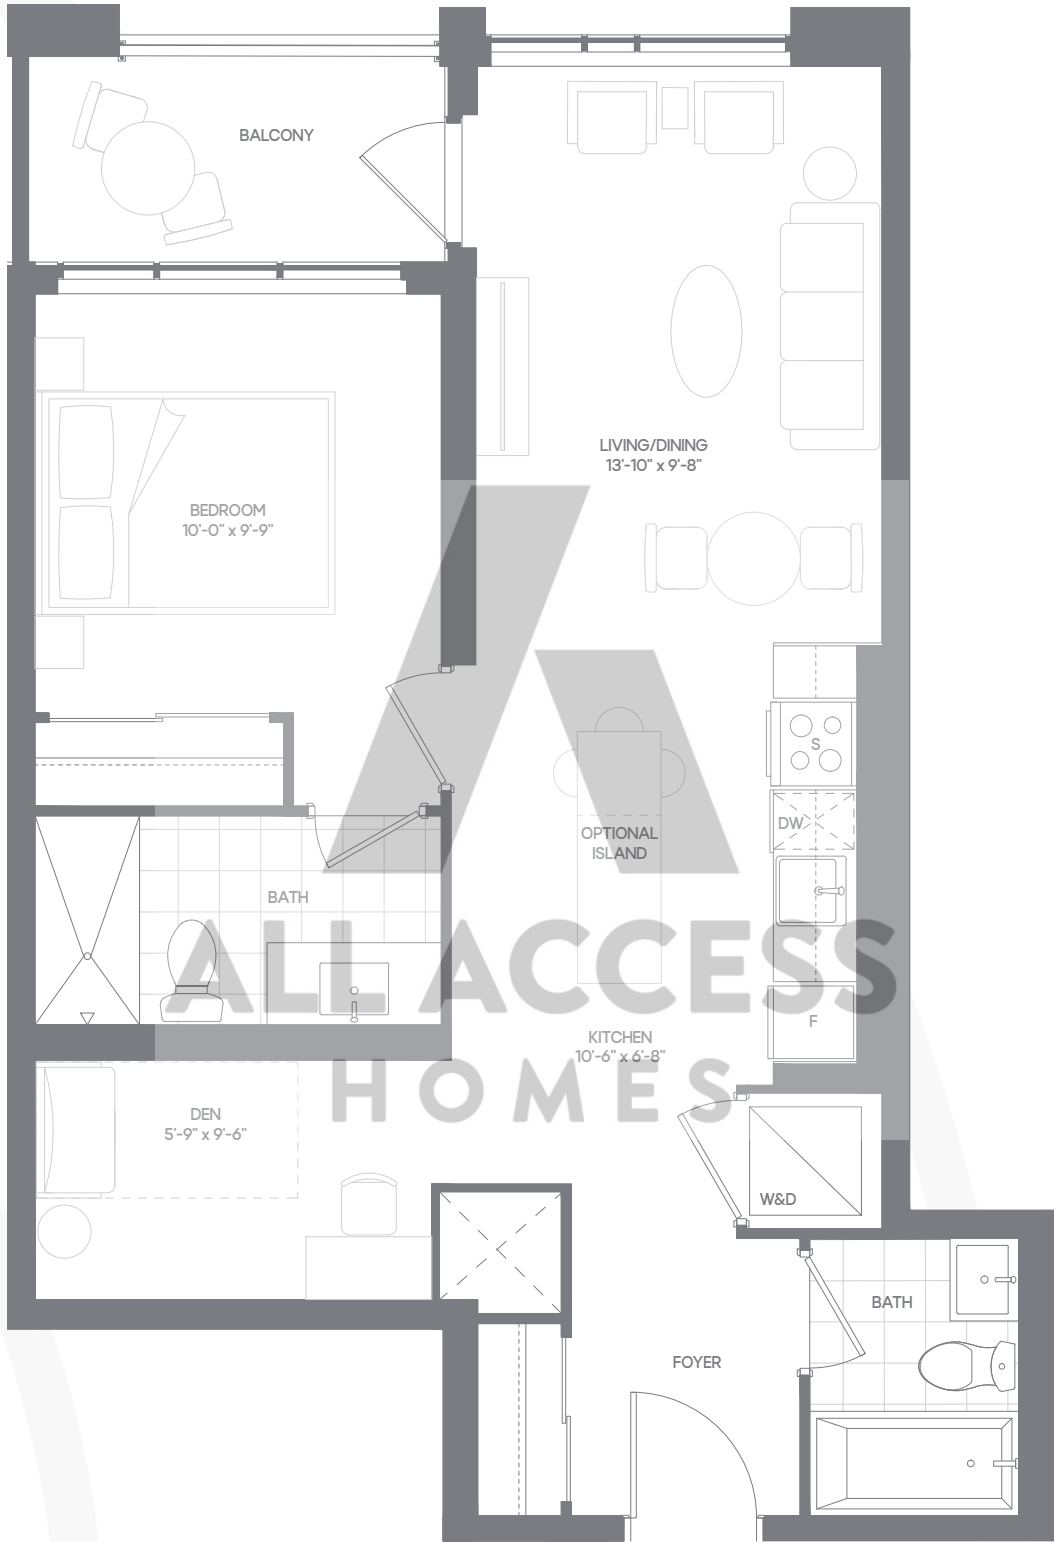 BALCONY
LIVING/DINING
13'-10" x 9'-8"
BEDROOM
10'-0" x 9'-9"
S
DW
OPTIONAL
ISLAND
BATH
ALL ACCESS
HOMES
F
KITCHEN
10'-6" x 6'-8"
DEN
5'-9" x 9'-6"
W&D
BATH
FOYER